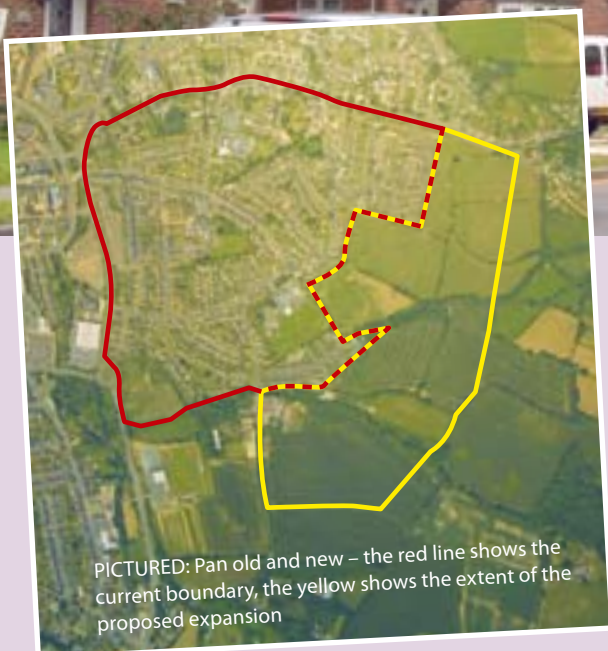 PICTURED: Pan old and new – the red line shows the
current boundary, the yellow shows the extent of the
proposed expansion